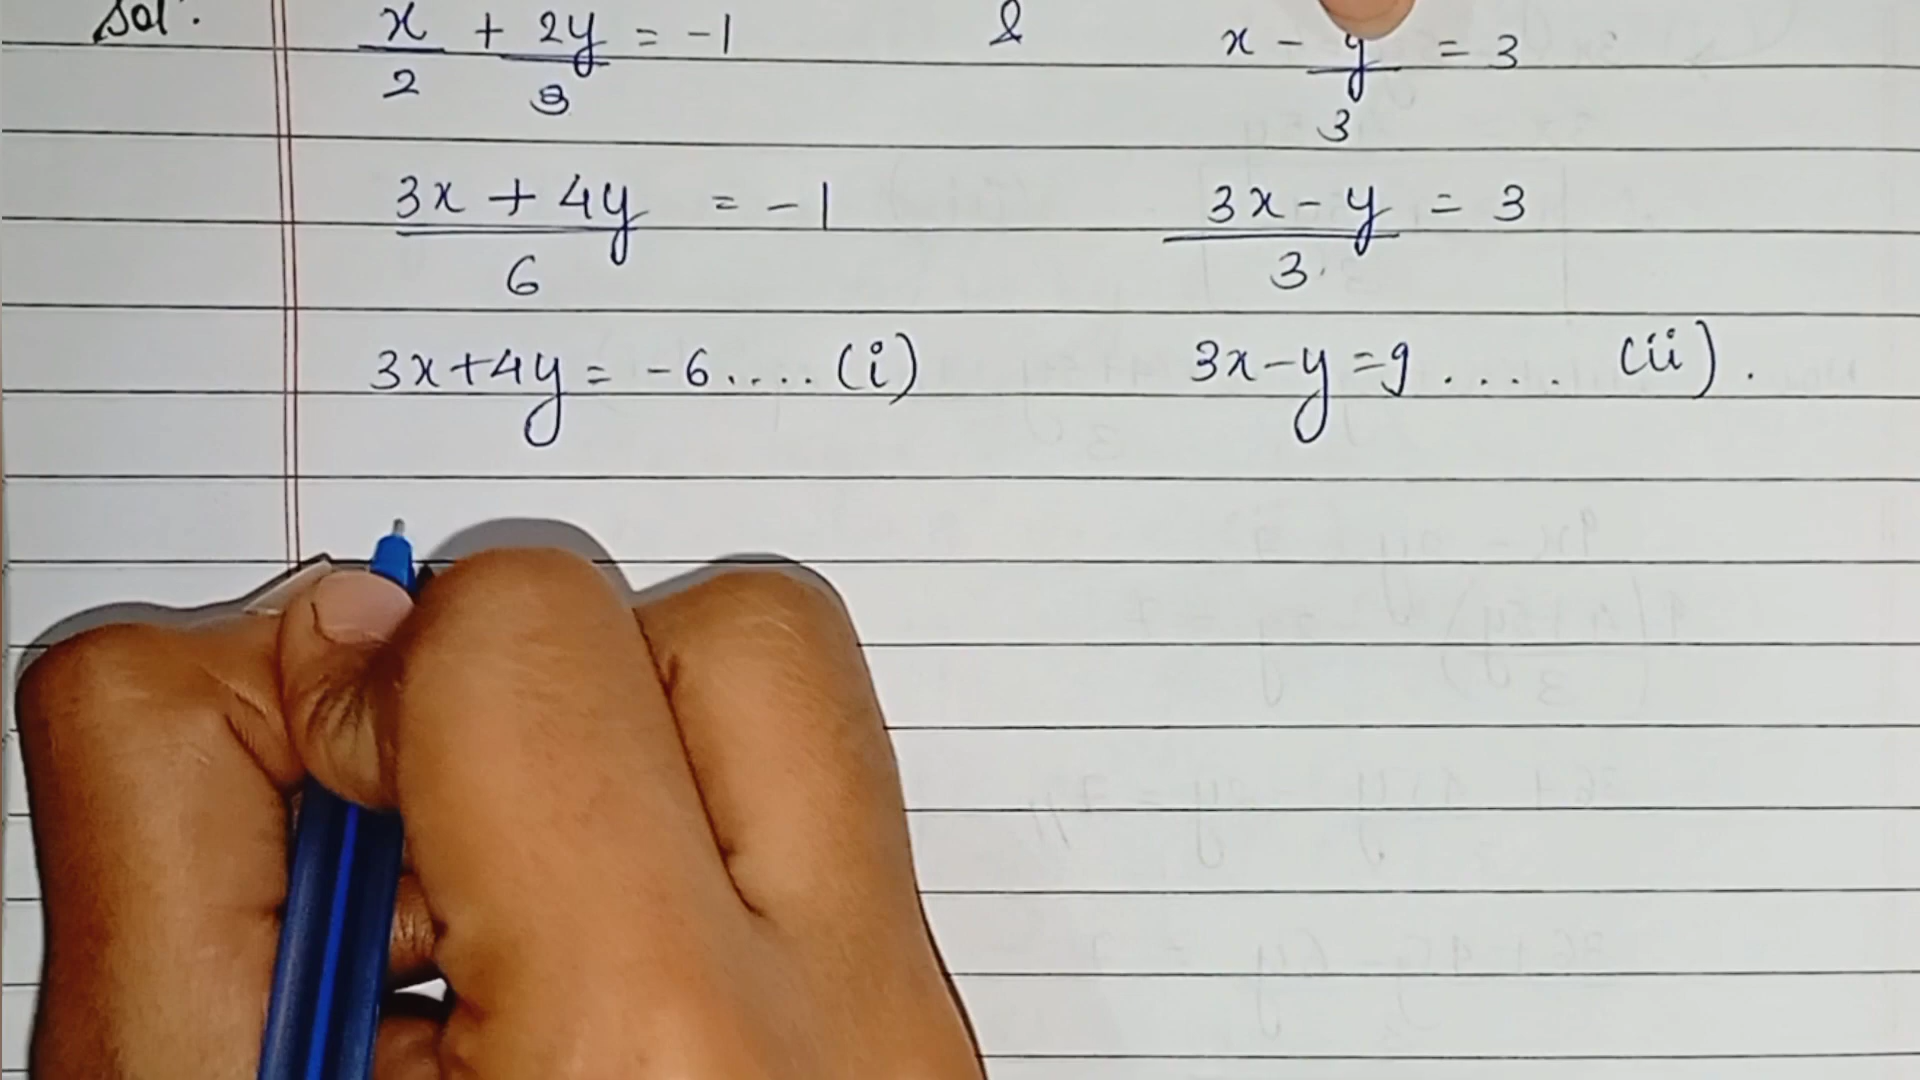 Sol.
x/2 + 2y/3 = -1 & x - y/3 = 3
3x + 4y/6 = -1 3x - y/3 = 3
3x+4y = -6.... (i) 3x-y=9..... (ii).